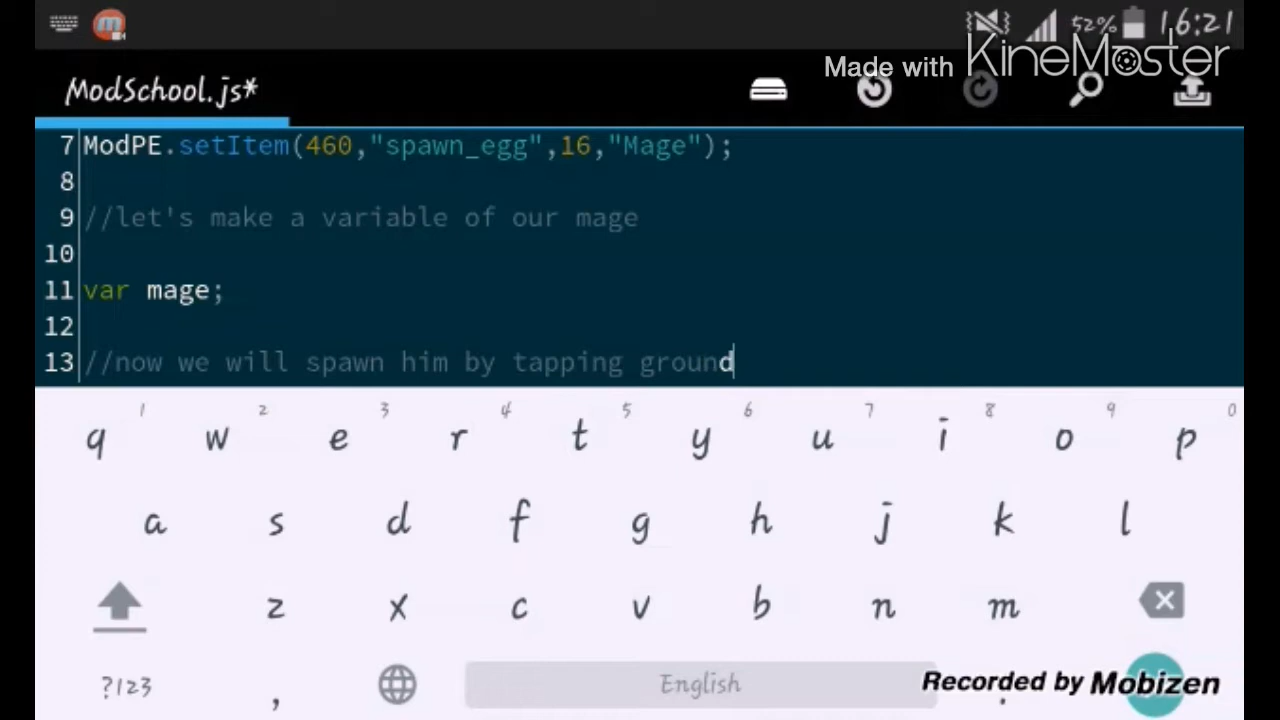 52% 16:21
Made with KineMaster
ModSchool.js*
7 ModPE.setItem(460,"spawn_egg",16,"Mage");
8
9 //let's make a variable of our mage
10
11 var mage;
12
13 //now we will spawn him by tapping ground
1 2 3 4 5 6 7 8 9 0
q w e r t y u i o p
a s d f g h j k l
z x c v b n m
?123 , English .
Recorded by Mobizen